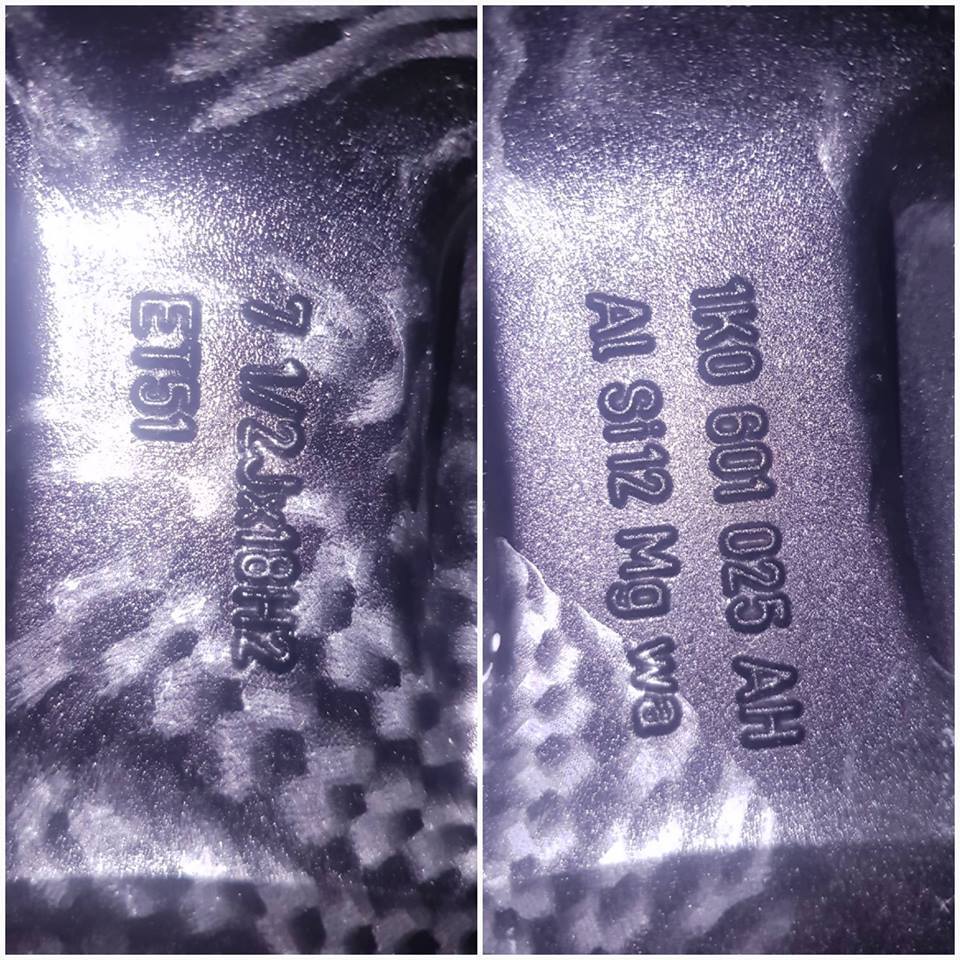 7 1/2Jx18H2
ET51
1K0 601 025 AH
Al Si12 Mg wa